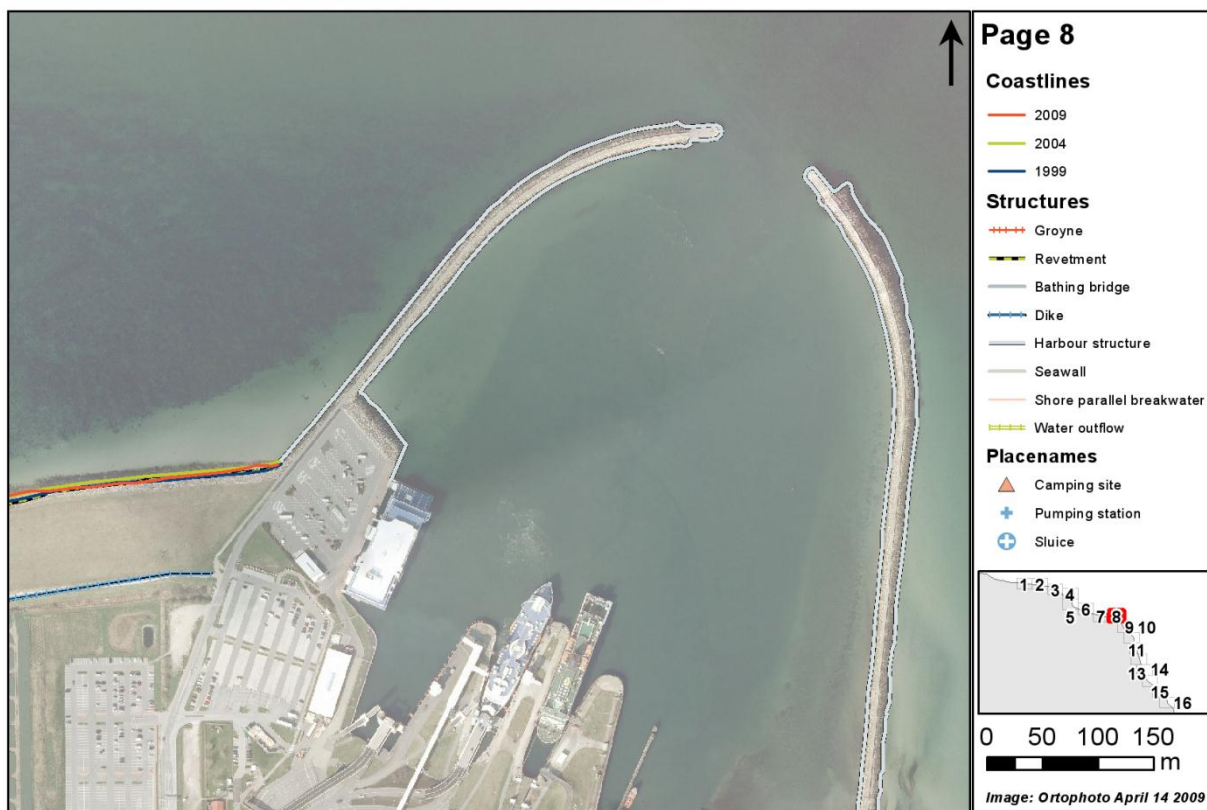 Page 8
Coastlines
2009
2004
1999
Structures
Groyne
Revetment
Bathing bridge
Dike
Harbour structure
Seawall
Shore parallel breakwater
Water outflow
Placenames
Camping site
Pumping station
Sluice
1 2 3 4
5 6 7 8
9 10
11
13 14
15 16
0 50 100 150
m
Image: Ortophoto April 14 2009